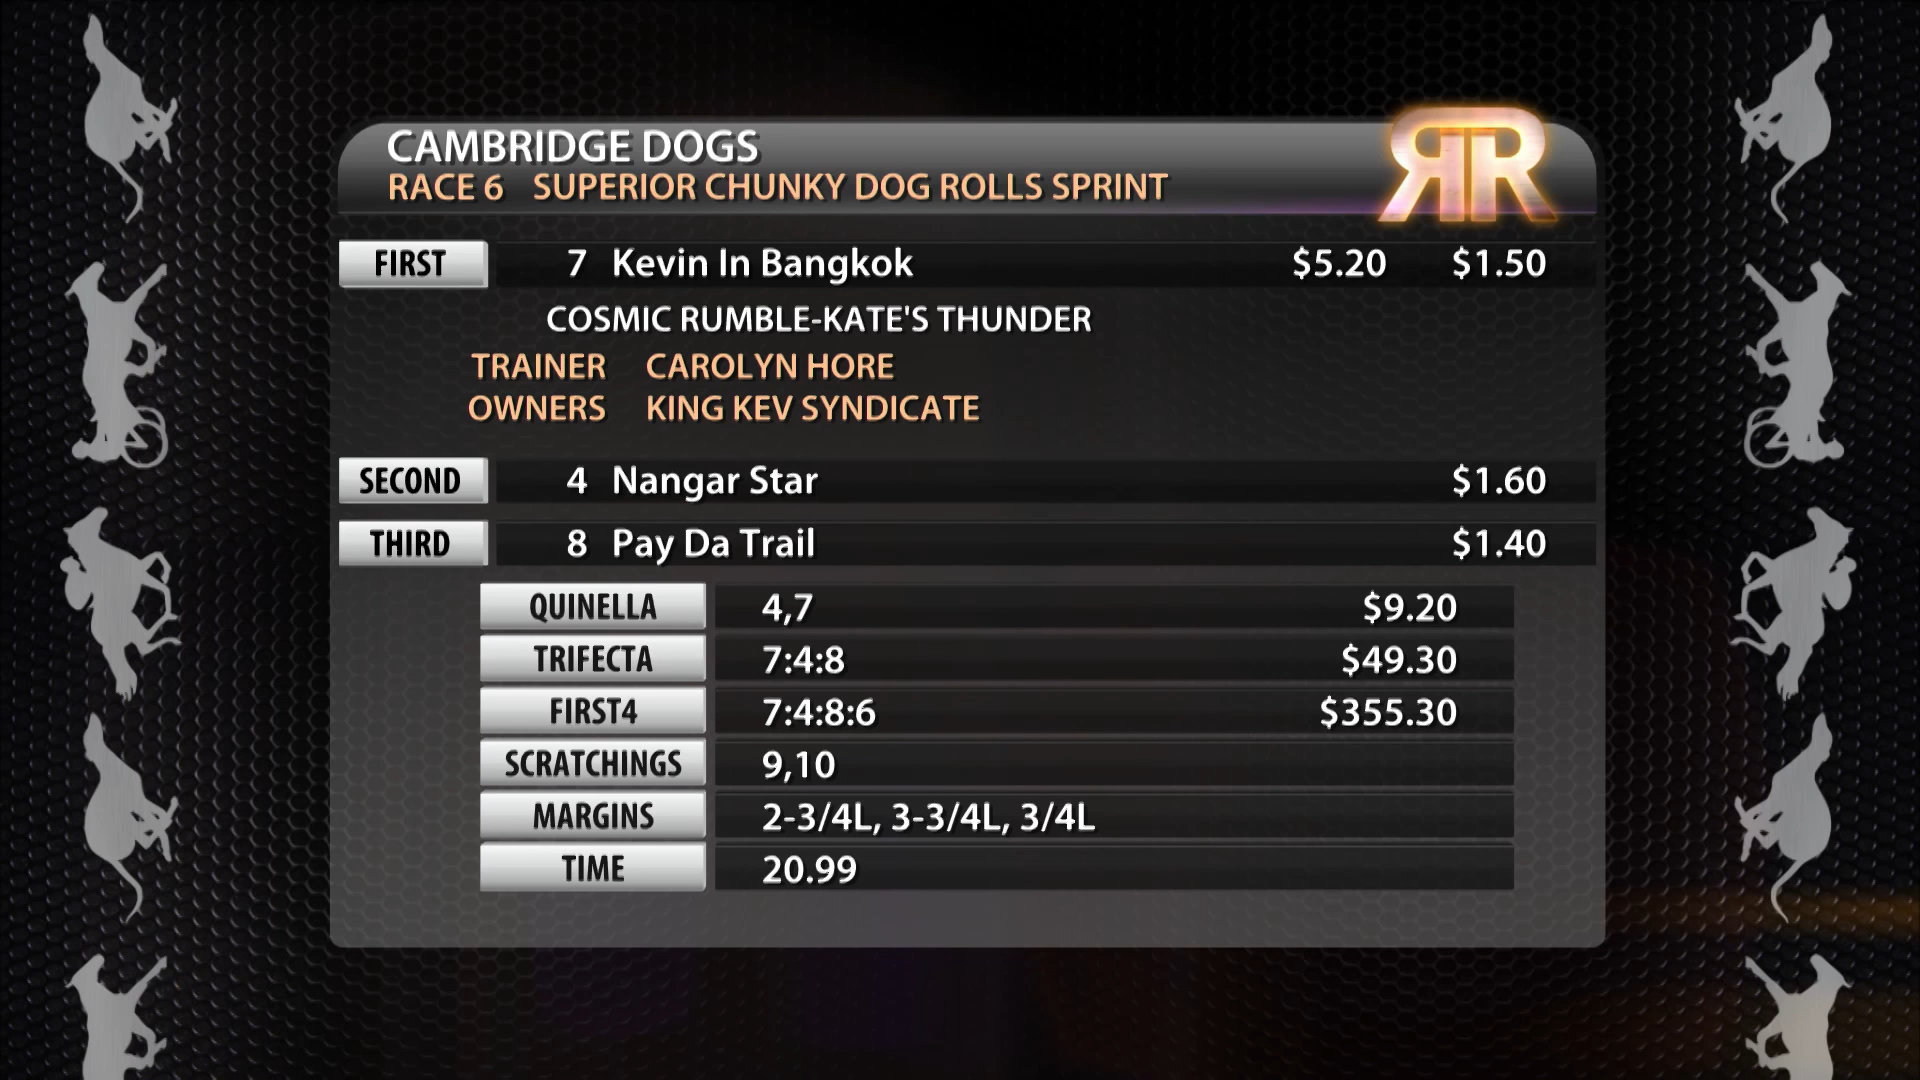 CAMBRIDGE DOGS
RACE 6 SUPERIOR CHUNKY DOG ROLLS SPRINT
RR
FIRST 7 Kevin In Bangkok $5.20 $1.50
COSMIC RUMBLE-KATE'S THUNDER
TRAINER CAROLYN HORE
OWNERS KING KEV SYNDICATE
SECOND 4 Nangar Star $1.60
THIRD 8 Pay Da Trail $1.40
QUINELLA 4,7 $9.20
TRIFECTA 7:4:8 $49.30
FIRST4 7:4:8:6 $355.30
SCRATCHINGS 9,10
MARGINS 2-3/4L, 3-3/4L, 3/4L
TIME 20.99